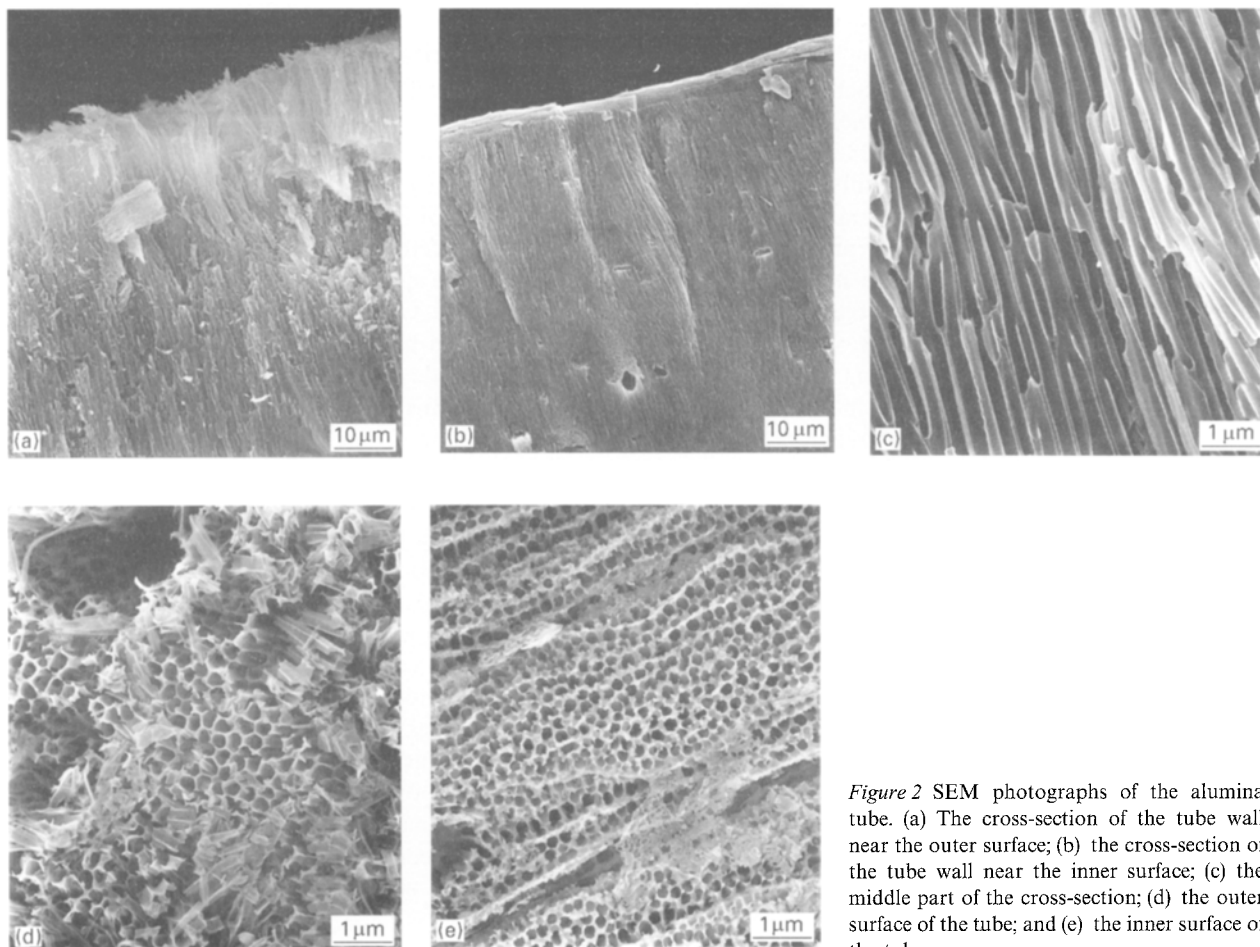 (a)
10 μm
(b)
10 μm
(c)
1 μm
(d)
1 μm
(e)
1 μm
Figure 2 SEM photographs of the alumina
tube. (a) The cross-section of the tube wall
near the outer surface; (b) the cross-section of
the tube wall near the inner surface; (c) the
middle part of the cross-section; (d) the outer
surface of the tube; and (e) the inner surface of